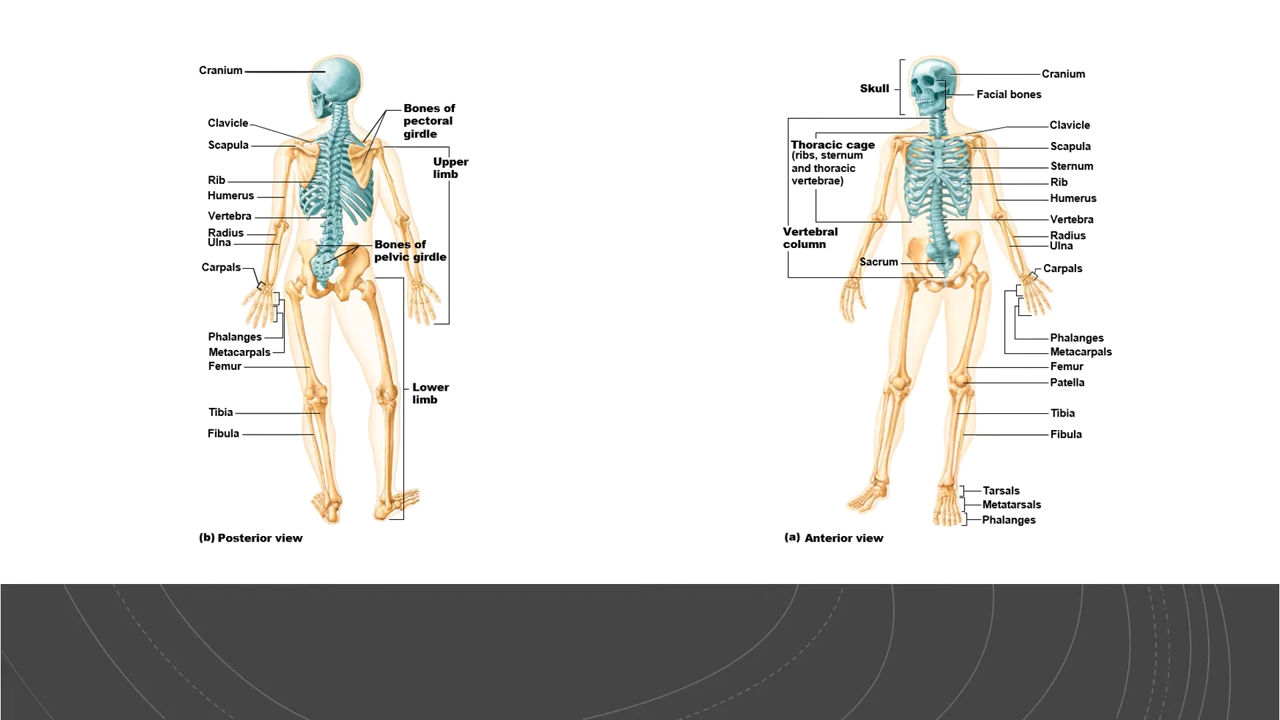 Cranium
Clavicle
Scapula
Rib
Humerus
Vertebra
Radius
Ulna
Carpals
Phalanges
Metacarpals
Femur
Tibia
Fibula
Bones of
pectoral
girdle
Upper
limb
Bones of
pelvic girdle
Lower
limb
(b) Posterior view
Skull
Thoracic cage
(ribs, sternum
and thoracic
vertebrae)
Vertebral
column
Sacrum
Cranium
Facial bones
Clavicle
Scapula
Sternum
Rib
Humerus
Vertebra
Radius
Ulna
Carpals
Phalanges
Metacarpals
Femur
Patella
Tibia
Fibula
Tarsals
Metatarsals
Phalanges
(a) Anterior view